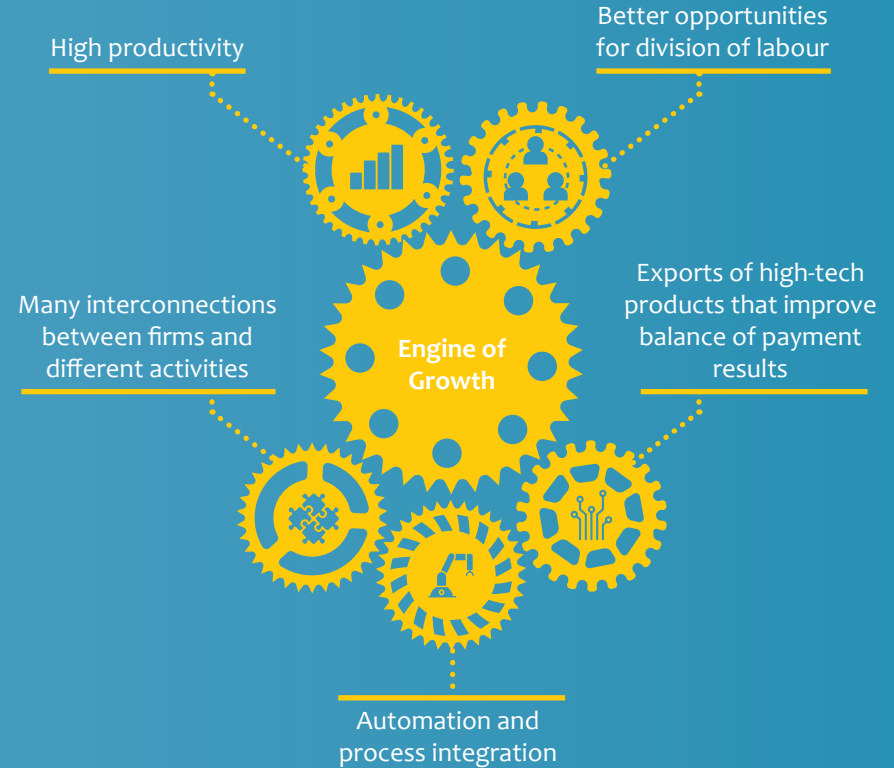 High productivity
Better opportunities
for division of labour
Many interconnections
between firms and
different activities
Engine of
Growth
Exports of high-tech
products that improve
balance of payment
results
Automation and
process integration